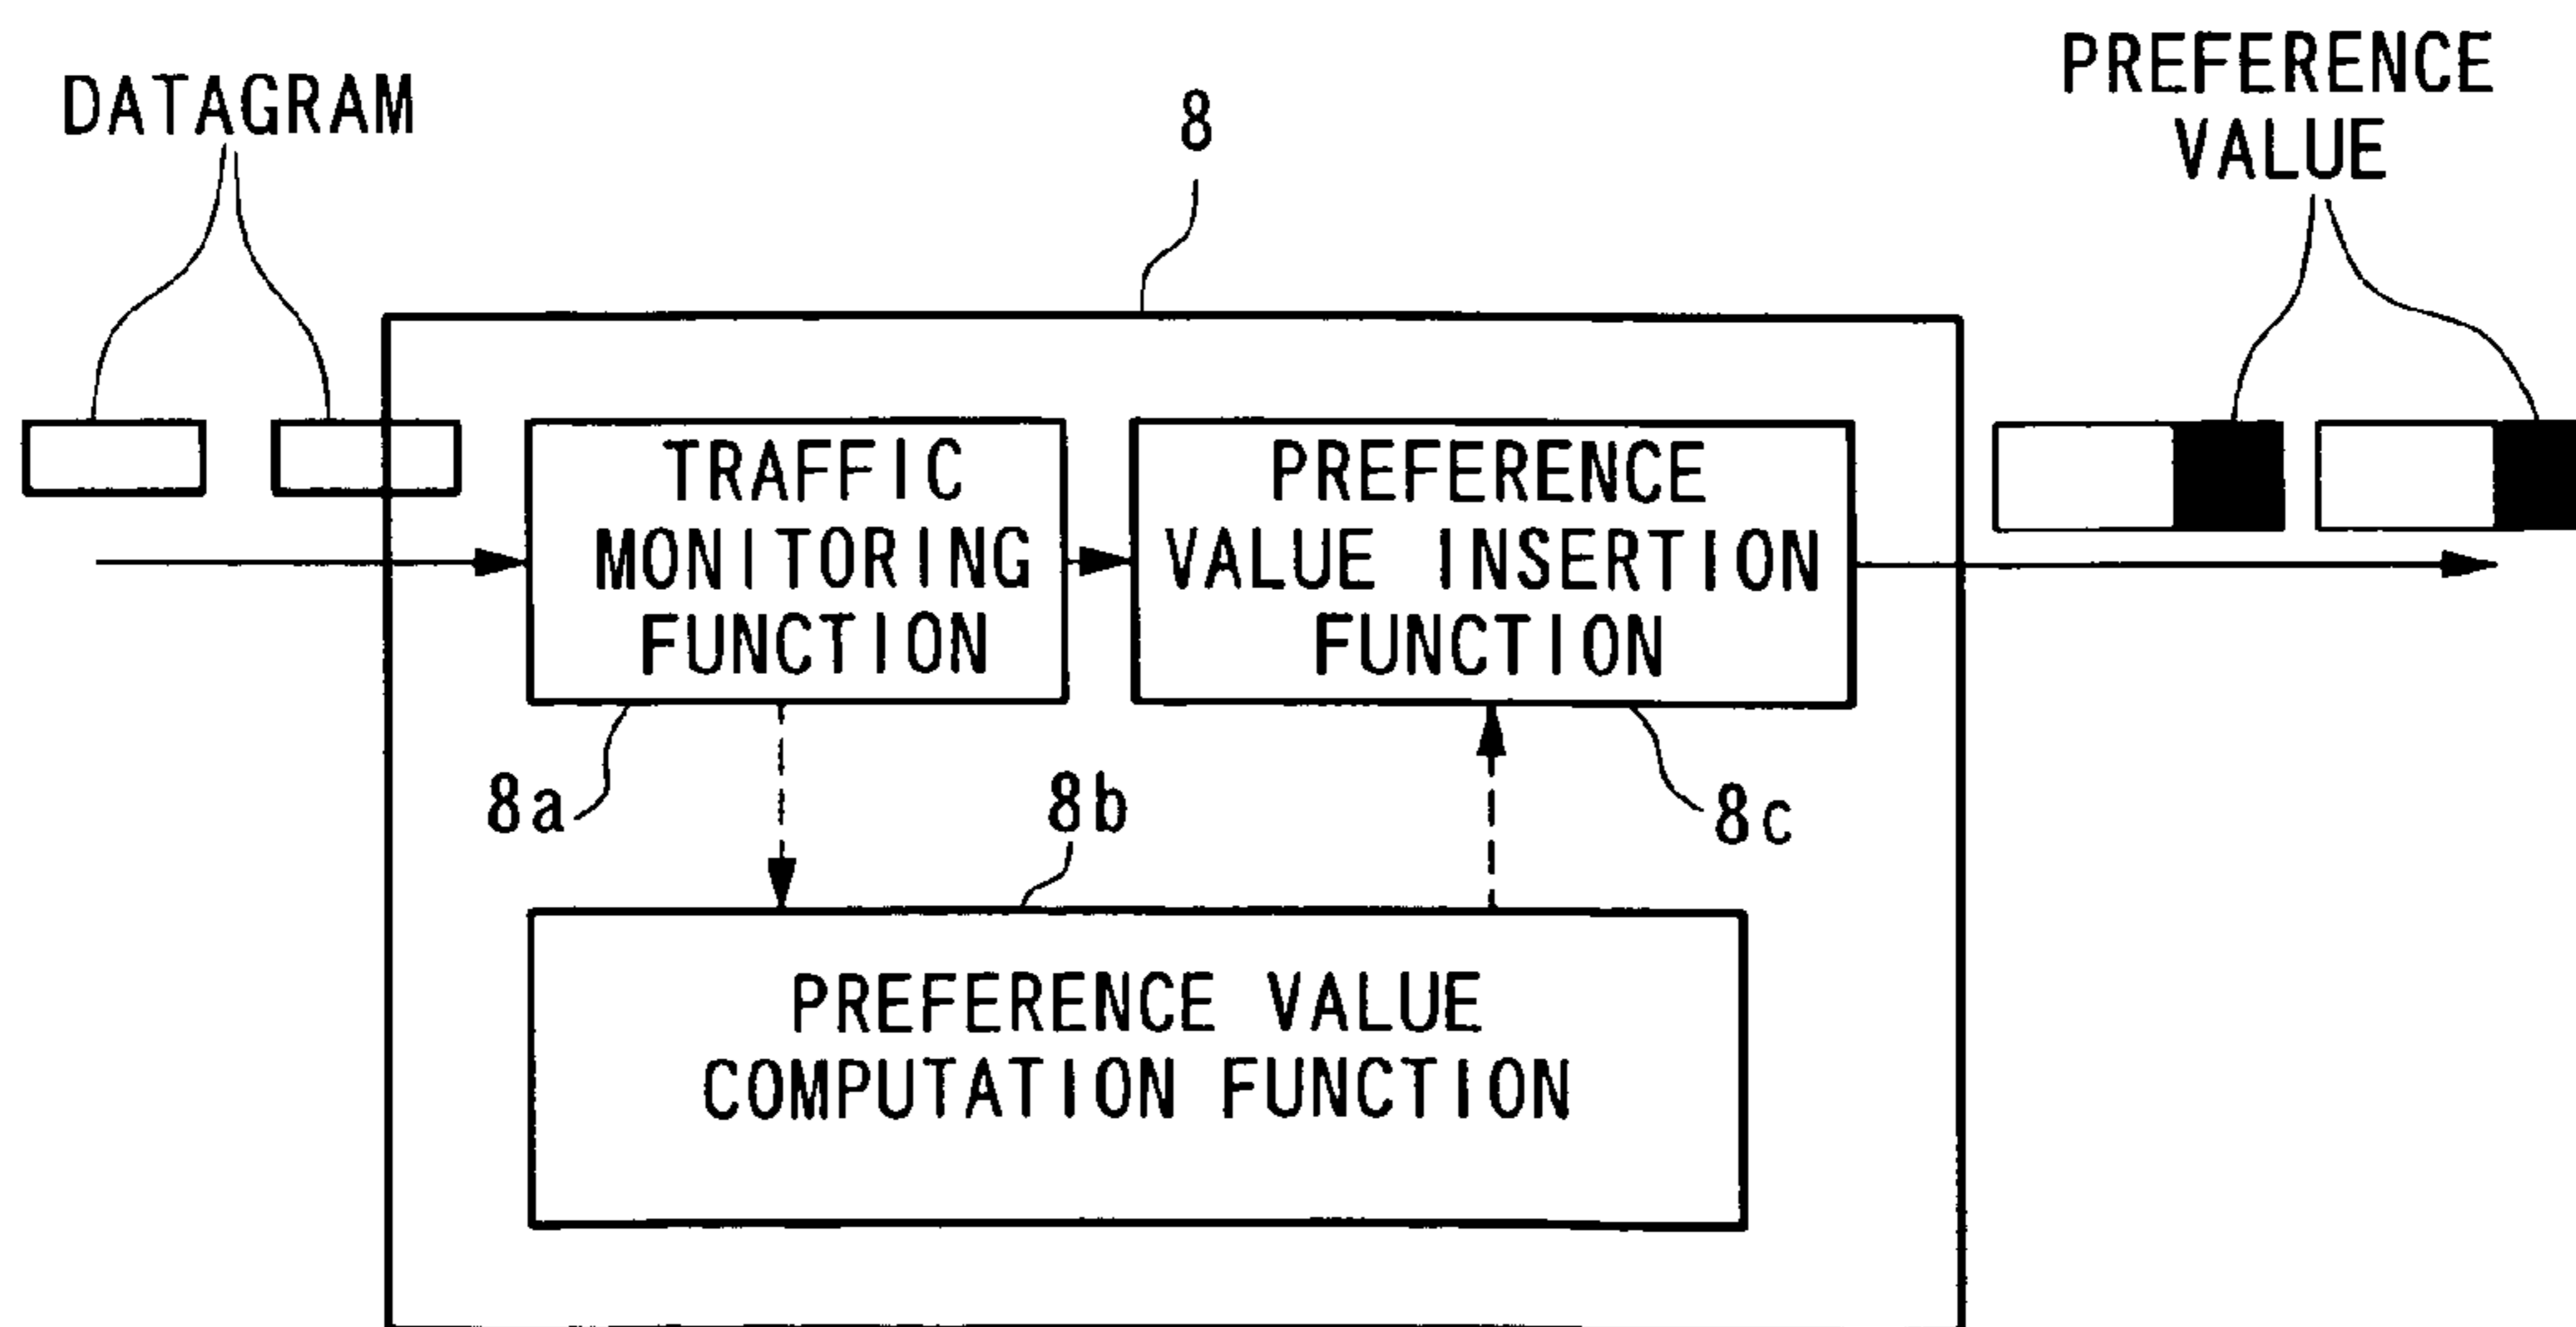 DATAGRAM
8
PREFERENCE
VALUE
TRAFFIC
MONITORING
FUNCTION
PREFERENCE
VALUE INSERTION
FUNCTION
8a
8b
8c
PREFERENCE VALUE
COMPUTATION FUNCTION